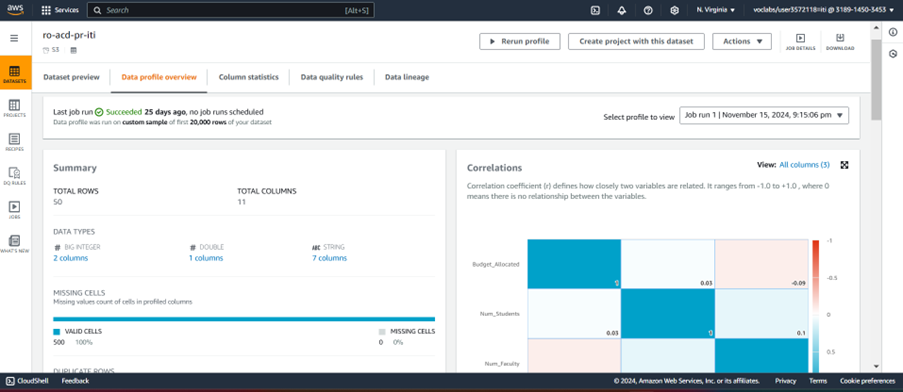 aws
Services
Search
[Alt+S]
N. Virginia
voclabs/user3572118=iti @ 3189-1450-3453
ro-acd-pr-iti
S3
Rerun profile
Create project with this dataset
Actions
JOB DETAILS
DOWNLOAD
DATASETS
PROJECTS
RECIPES
DQ RULES
JOBS
WHAT'S NEW
Dataset preview
Data profile overview
Column statistics
Data quality rules
Data lineage
Last job run Succeeded 25 days ago, no job runs scheduled
Data profile was run on custom sample of first 20,000 rows of your dataset
Select profile to view
Job run 1 | November 15, 2024, 9:15:06 pm
Summary
TOTAL ROWS
50
TOTAL COLUMNS
11
DATA TYPES
# BIG INTEGER
2 columns
# DOUBLE
1 columns
ABC STRING
7 columns
MISSING CELLS
Missing values count of cells in profiled columns
VALID CELLS
500 100%
MISSING CELLS
0 0%
DUPLICATE ROWS
Correlations
View: All columns (3)
Correlation coefficient (r) defines how closely two variables are related. It ranges from -1.0 to +1.0 , where 0
means there is no relationship between the variables.
Budget_Allocated
1
0.03
-0.09
Num_Students
0.03
1
0.1
Num_Faculty
-1
-0.5
0
0.5
CloudShell
Feedback
© 2024, Amazon Web Services, Inc. or its affiliates.
Privacy
Terms
Cookie preferences